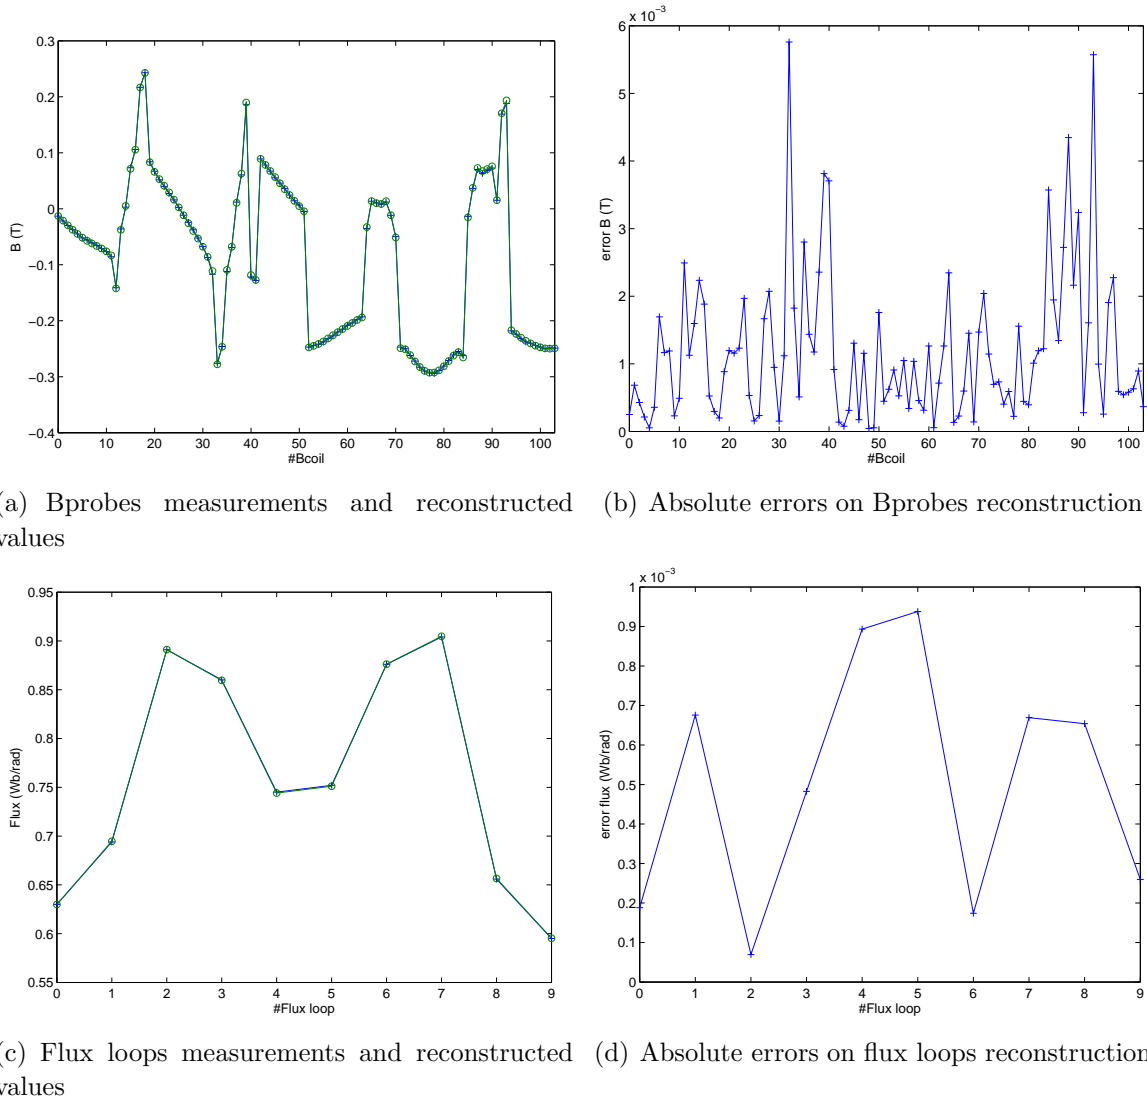 0.3
0.2
0.1
0
−0.1
−0.2
−0.3
−0.4
B (T)
0 10 20 30 40 50 60 70 80 90 100
#Bcoil
x 10⁻³
6
5
4
3
2
1
0
error B (T)
0 10 20 30 40 50 60 70 80 90 100
#Bcoil
(a) Bprobes measurements and reconstructed
values
(b) Absolute errors on Bprobes reconstruction
0.95
0.9
0.85
0.8
0.75
0.7
0.65
0.6
0.55
Flux (Wb/rad)
0 1 2 3 4 5 6 7 8 9
#Flux loop
x 10⁻³
1
0.9
0.8
0.7
0.6
0.5
0.4
0.3
0.2
0.1
0
error flux (Wb/rad)
0 1 2 3 4 5 6 7 8 9
#Flux loop
(c) Flux loops measurements and reconstructed
values
(d) Absolute errors on flux loops reconstruction